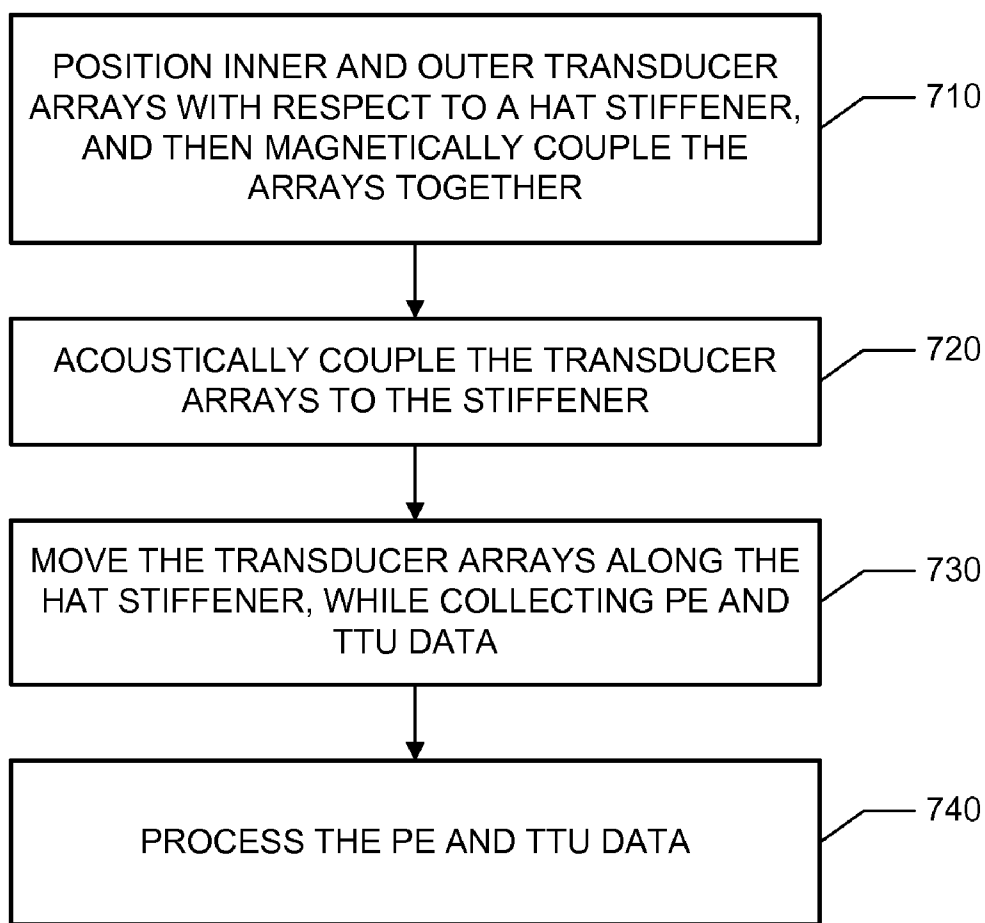 POSITION INNER AND OUTER TRANSDUCER
ARRAYS WITH RESPECT TO A HAT STIFFENER,
AND THEN MAGNETICALLY COUPLE THE
ARRAYS TOGETHER
710
ACOUSTICALLY COUPLE THE TRANSDUCER
ARRAYS TO THE STIFFENER
720
MOVE THE TRANSDUCER ARRAYS ALONG THE
HAT STIFFENER, WHILE COLLECTING PE AND
TTU DATA
730
PROCESS THE PE AND TTU DATA
740